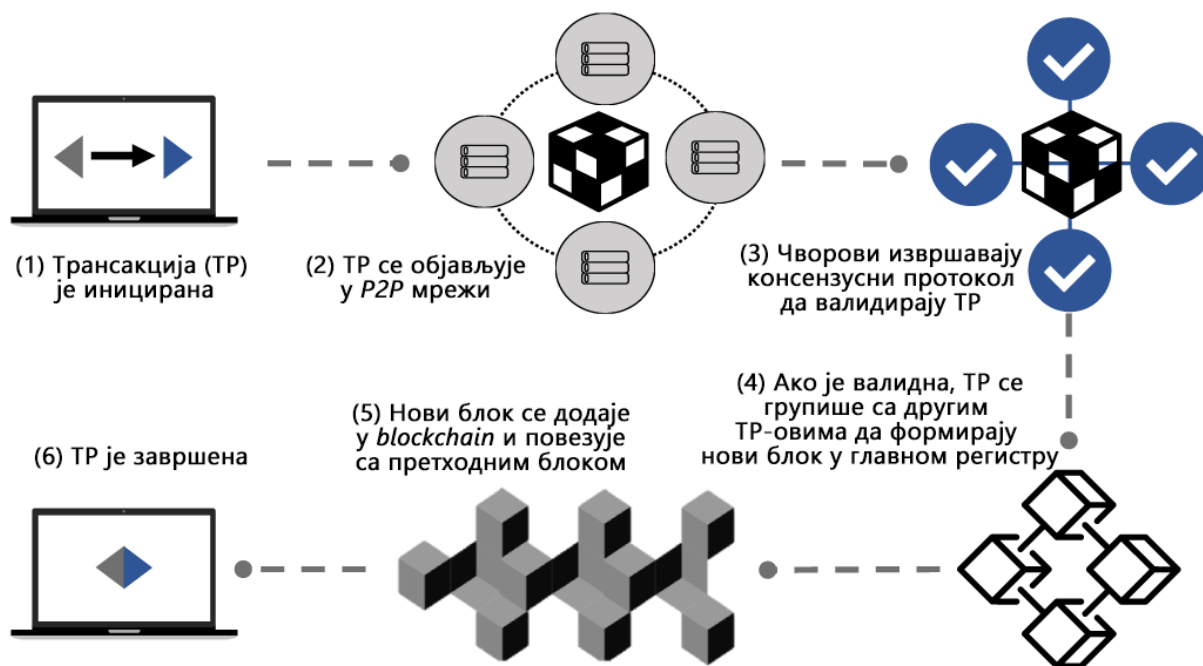 (1) Трансакција (ТР)
је иницирана
(2) ТР се објављује
у P2P мрежи
(3) Чворови извршавају
консензусни протокол
да валидирају ТР
(4) Ако је валидна, ТР се
групише са другим
ТР-овима да формирају
нови блок у главном регистру
(5) Нови блок се додаје
у blockchain и повезује
са претходним блоком
(6) ТР је завршена